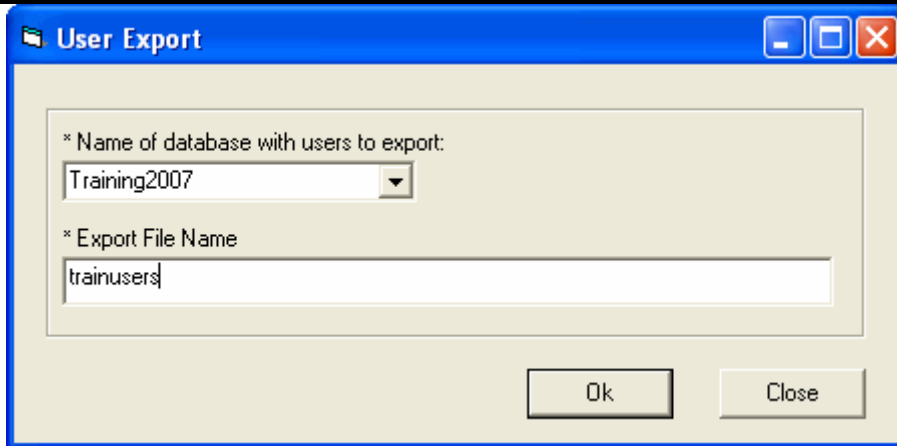 User Export
* Name of database with users to export:
Training2007
* Export File Name
trainusers
Ok
Close